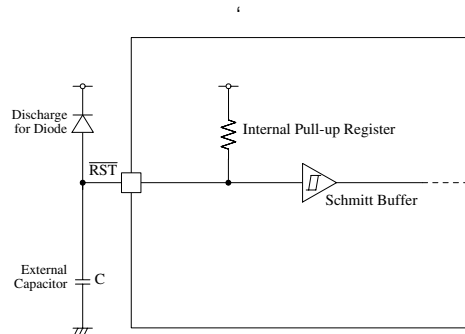 ‘
Discharge
for Diode
Internal Pull-up Register
RST
Schmitt Buffer
External
Capacitor
C